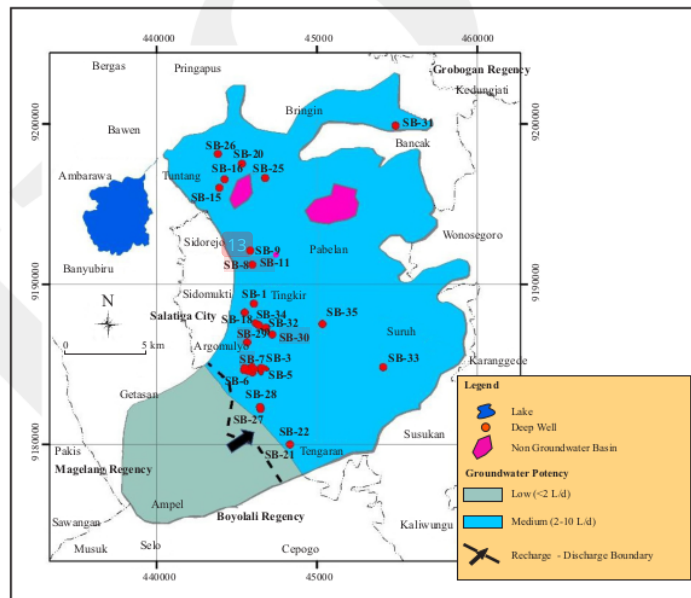 440000 445000 460000
Bergas Pringapus Grobogan Regency
Kedungjati
Bringin
9200000 9200000
Bawen SB-31
Bancak
SB-26
SB-20
Ambarawa Tuntang SB-16 SB-25
SB-15
Wonosegoro
Sidorejo 13 SB-9 Pabelan
SB-8 SB-11
Banyubiru
9190000 9190000
N Sidomukti SB-1 Tingkir
Salatiga City SB-18 SB-34 SB-35
SB-32
SB-29 SB-30 Suruh
0 5 km Argomulyo
SB-7 SB-3 SB-33 Karanggede
SB-6 SB-5
Getasan SB-28
SB-27
SB-22 Susukan
9180000 9180000
Pakis SB-21 Tengaran
Magelang Regency
Ampel Boyolali Regency
Sawangan Kaliwungu
Musuk Selo Cepogo
440000 445000 460000
Legend
Lake
Deep Well
Non Groundwater Basin
Groundwater Potency
Low (<2 L/d)
Medium (2-10 L/d)
Recharge - Discharge Boundary